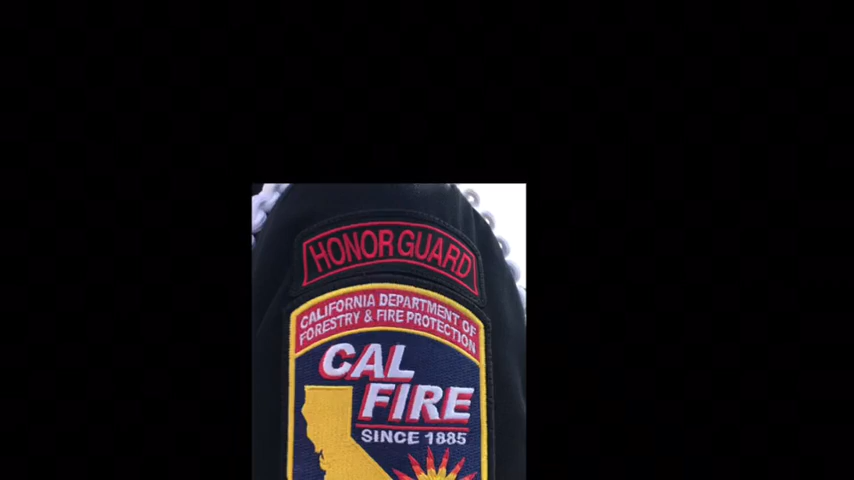 HONOR GUARD
CALIFORNIA DEPARTMENT OF
FORESTRY & FIRE PROTECTION
CAL
FIRE
SINCE 1885